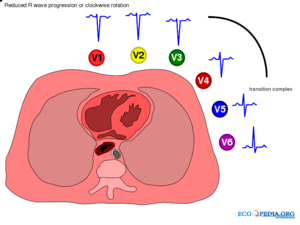 Reduced R wave progression or clockwise rotation
V1
V2
V3
V4
transition complex
V5
V6
ECGPEDIA.ORG